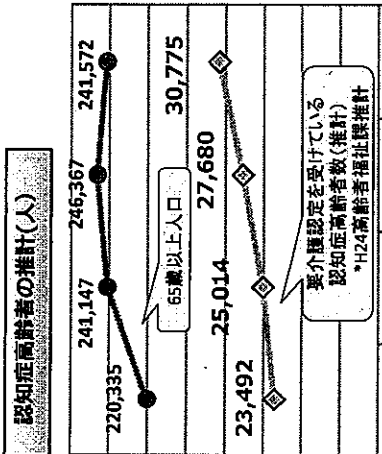 認知症高齢者の推計(人)
220,335
241,147
246,367
241,572
65歳以上人口
23,492
25,014
27,680
30,775
要介護認定を受けている
認知症高齢者数(推計)
*H24高齢者福祉課推計